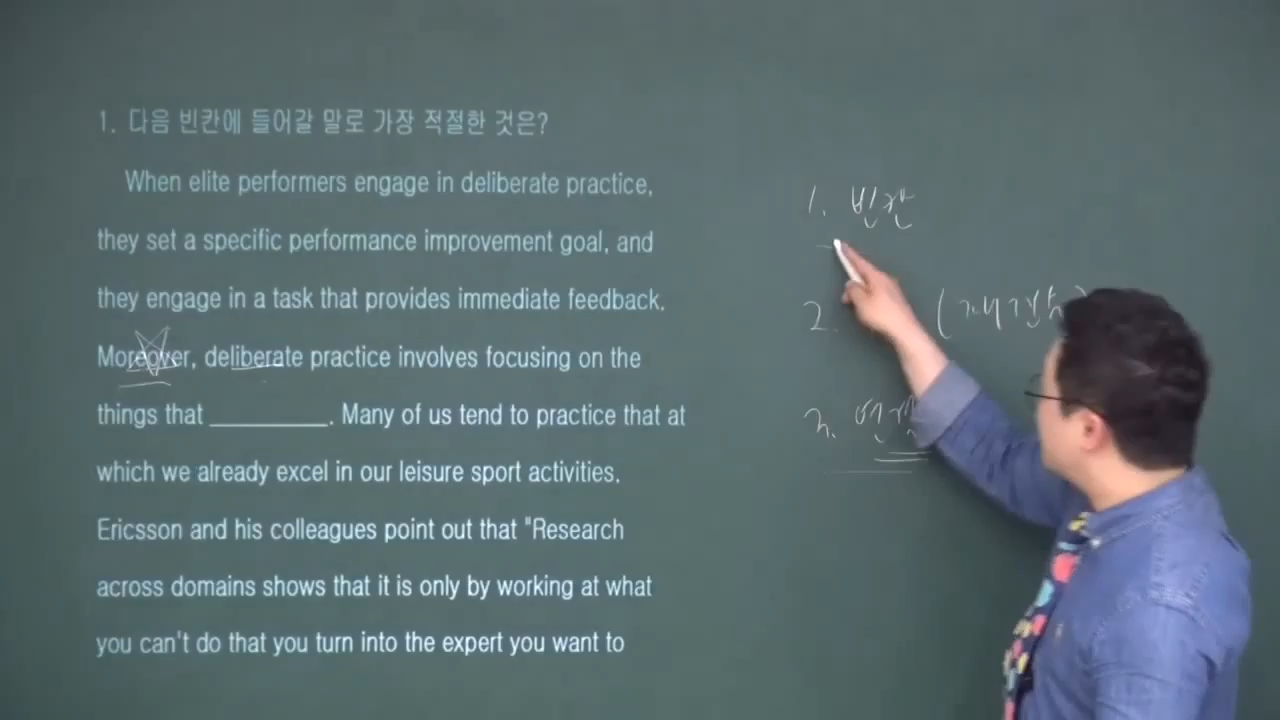 1. 다음 빈칸에 들어갈 말로 가장 적절한 것은?
When elite performers engage in deliberate practice,
they set a specific performance improvement goal, and
they engage in a task that provides immediate feedback.
Moreover, deliberate practice involves focusing on the
things that __________. Many of us tend to practice that at
which we already excel in our leisure sport activities.
Ericsson and his colleagues point out that "Research
across domains shows that it is only by working at what
you can't do that you turn into the expert you want to
1. 빈칸
2.
3.